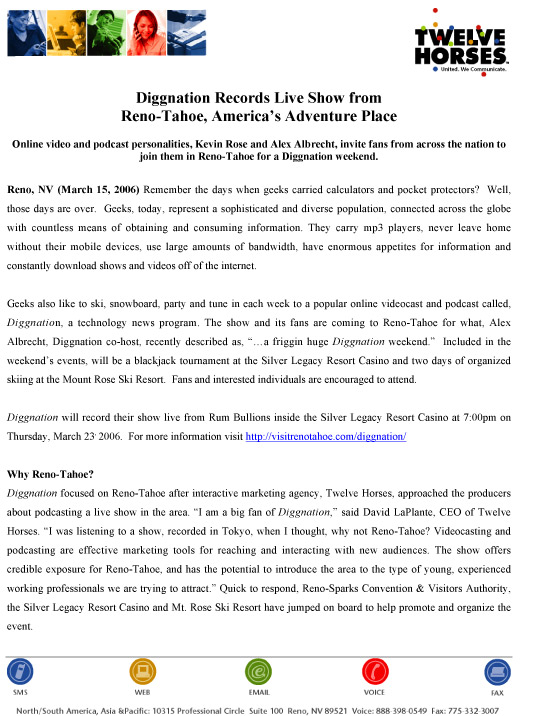 TWELVE
HORSES
United. We Communicate.
Diggnation Records Live Show from
Reno-Tahoe, America's Adventure Place
Online video and podcast personalities, Kevin Rose and Alex Albrecht, invite fans from across the nation to
join them in Reno-Tahoe for a Diggnation weekend.
Reno, NV (March 15, 2006) Remember the days when geeks carried calculators and pocket protectors? Well,
those days are over. Geeks, today, represent a sophisticated and diverse population, connected across the globe
with countless means of obtaining and consuming information. They carry mp3 players, never leave home
without their mobile devices, use large amounts of bandwidth, have enormous appetites for information and
constantly download shows and videos off of the internet.
Geeks also like to ski, snowboard, party and tune in each week to a popular online videocast and podcast called,
Diggnation, a technology news program. The show and its fans are coming to Reno-Tahoe for what, Alex
Albrecht, Diggnation co-host, recently described as, "…a friggin huge Diggnation weekend." Included in the
weekend's events, will be a blackjack tournament at the Silver Legacy Resort Casino and two days of organized
skiing at the Mount Rose Ski Resort. Fans and interested individuals are encouraged to attend.
Diggnation will record their show live from Rum Bullions inside the Silver Legacy Resort Casino at 7:00pm on
Thursday, March 23, 2006. For more information visit http://visitrenotahoe.com/diggnation/
Why Reno-Tahoe?
Diggnation focused on Reno-Tahoe after interactive marketing agency, Twelve Horses, approached the producers
about podcasting a live show in the area. "I am a big fan of Diggnation," said David LaPlante, CEO of Twelve
Horses. "I was listening to a show, recorded in Tokyo, when I thought, why not Reno-Tahoe? Videocasting and
podcasting are effective marketing tools for reaching and interacting with new audiences. The show offers
credible exposure for Reno-Tahoe, and has the potential to introduce the area to the type of young, experienced
working professionals we are trying to attract." Quick to respond, Reno-Sparks Convention & Visitors Authority,
the Silver Legacy Resort Casino and Mt. Rose Ski Resort have jumped on board to help promote and organize the
event.
SMS WEB EMAIL VOICE FAX
North/South America, Asia &Pacific: 10315 Professional Circle Suite 100 Reno, NV 89521 Voice: 888-398-0549 Fax: 775-332-3007